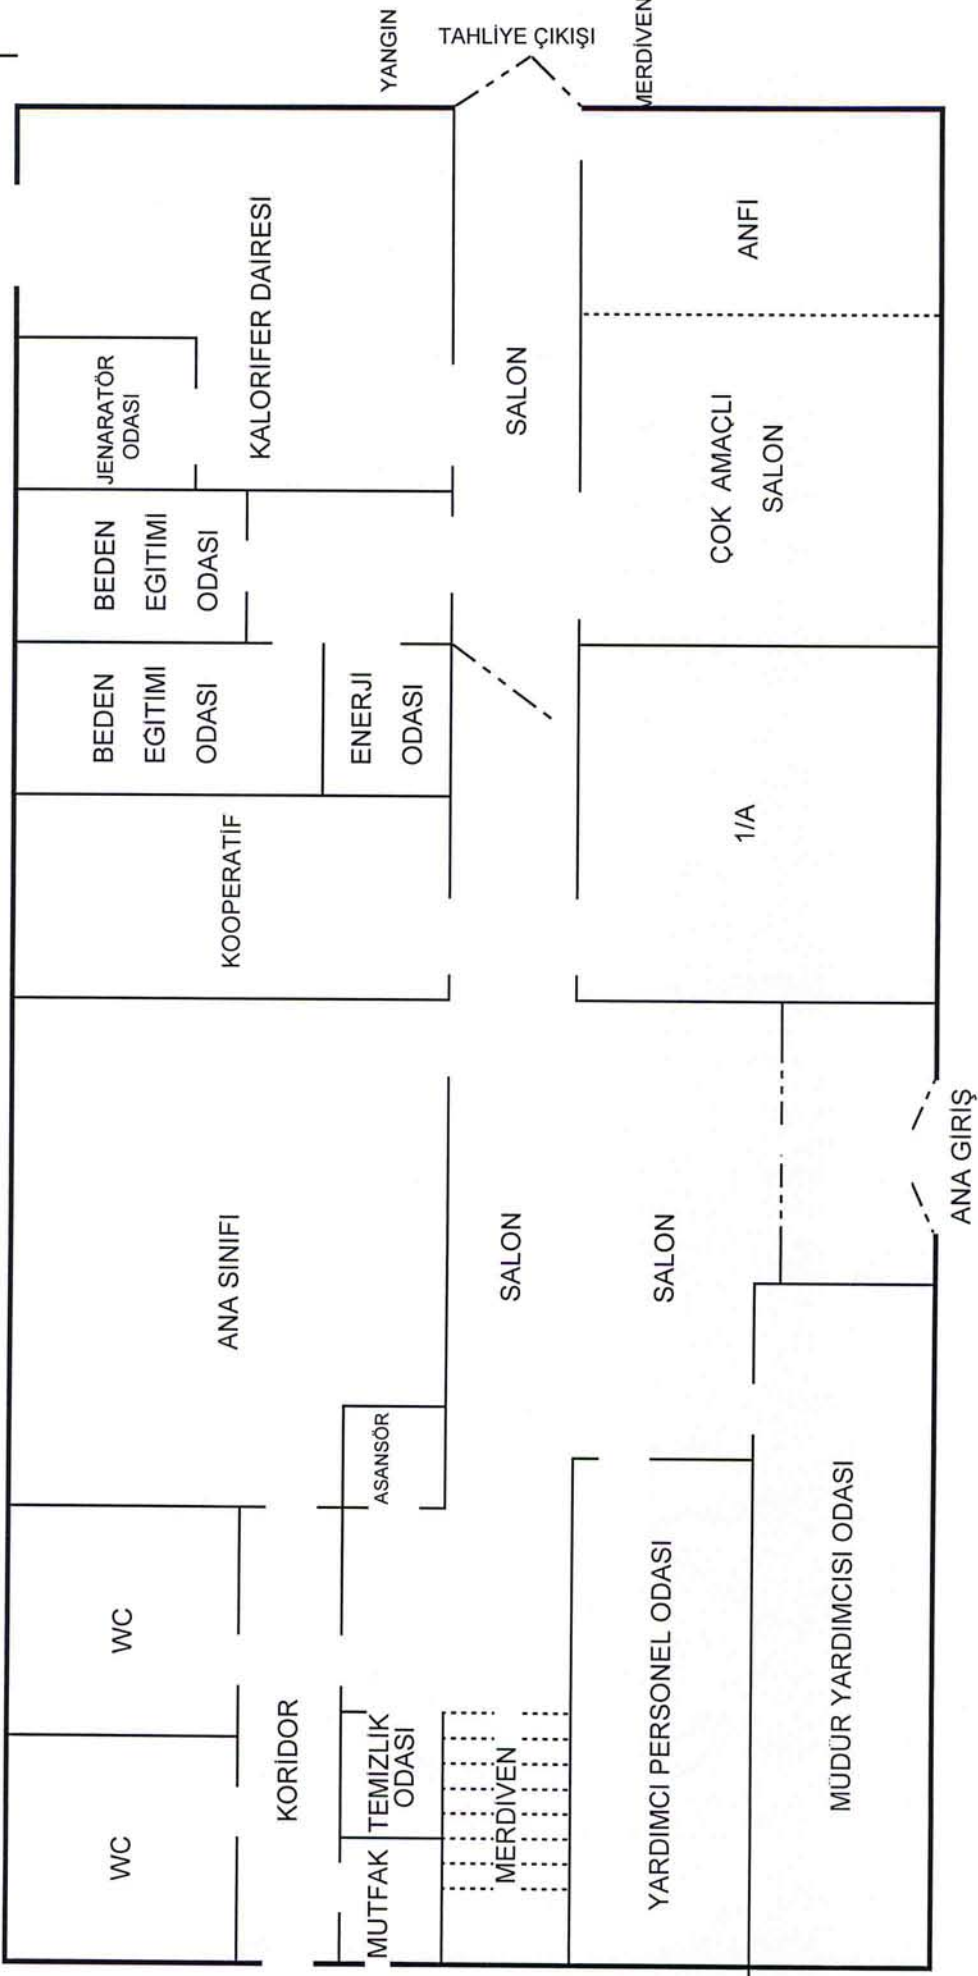 WC
WC
KORİDOR
MUTFAK
TEMİZLİK
ODASI
MERDİVEN
ASANSÖR
ANA SINIFI
KOOPERATİF
BEDEN
EĞİTİMİ
ODASI
ENERJİ
ODASI
BEDEN
EĞİTİMİ
ODASI
JENARATÖR
ODASI
KALORİFER DAİRESİ
YANGIN
TAHLİYE ÇIKIŞI
MERDİVEN
SALON
SALON
SALON
YARDIMCI PERSONEL ODASI
MÜDÜR YARDIMCISI ODASI
ANA GİRİŞ
1/A
ÇOK AMAÇLI
SALON
ANFİ